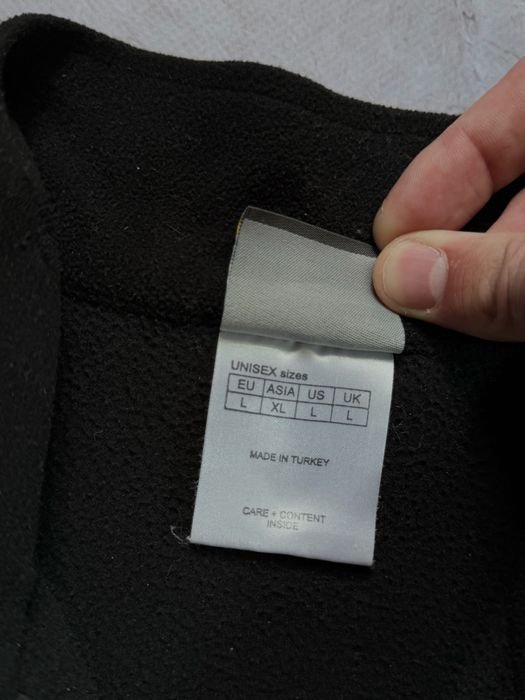 UNISEX sizes
EU ASIA US UK
L XL L L
MADE IN TURKEY
CARE + CONTENT
INSIDE